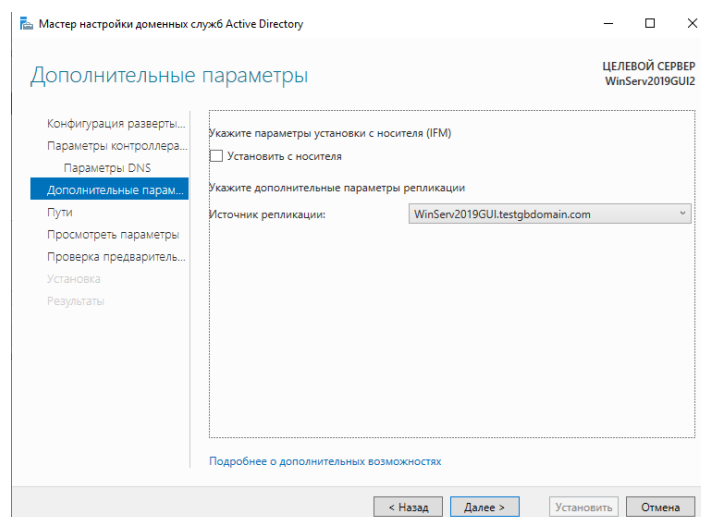 Мастер настройки доменных служб Active Directory
Дополнительные параметры
ЦЕЛЕВОЙ СЕРВЕР
WinServ2019GUI2
Конфигурация разверты...
Параметры контроллера...
Параметры DNS
Дополнительные парам...
Пути
Просмотреть параметры
Проверка предваритель...
Установка
Результаты
Укажите параметры установки с носителя (IFM)
Установить с носителя
Укажите дополнительные параметры репликации
Источник репликации: WinServ2019GUI.testgbdomain.com
Подробнее о дополнительных возможностях
< Назад Далее > Установить Отмена